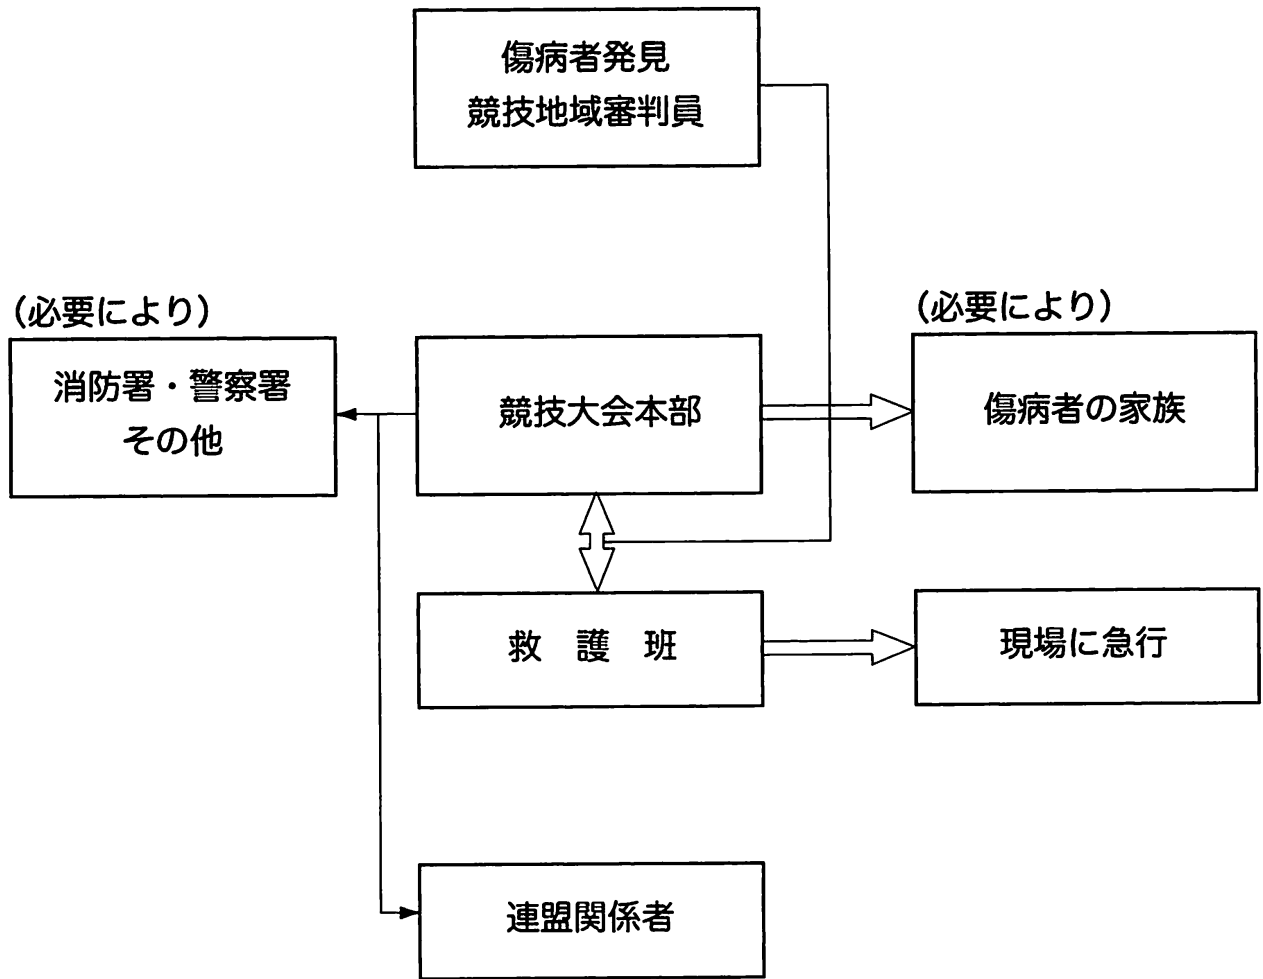 傷病者発見
競技地域審判員
(必要により)
消防署・警察署
その他
競技大会本部
(必要により)
傷病者の家族
救 護 班
現場に急行
連盟関係者